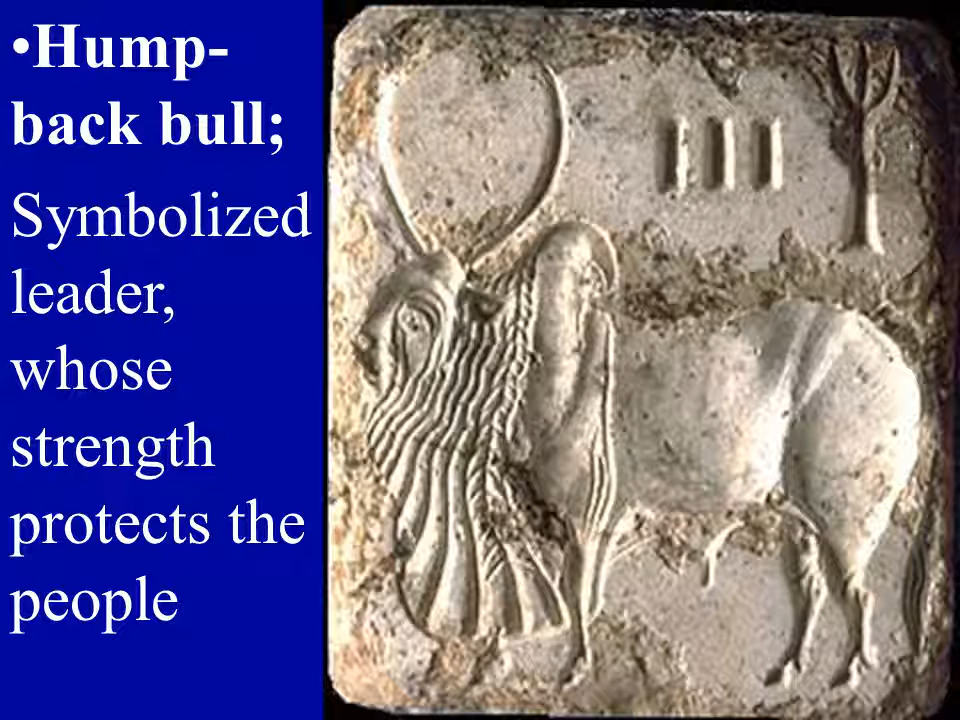 •Hump-
back bull;
Symbolized
leader,
whose
strength
protects the
people